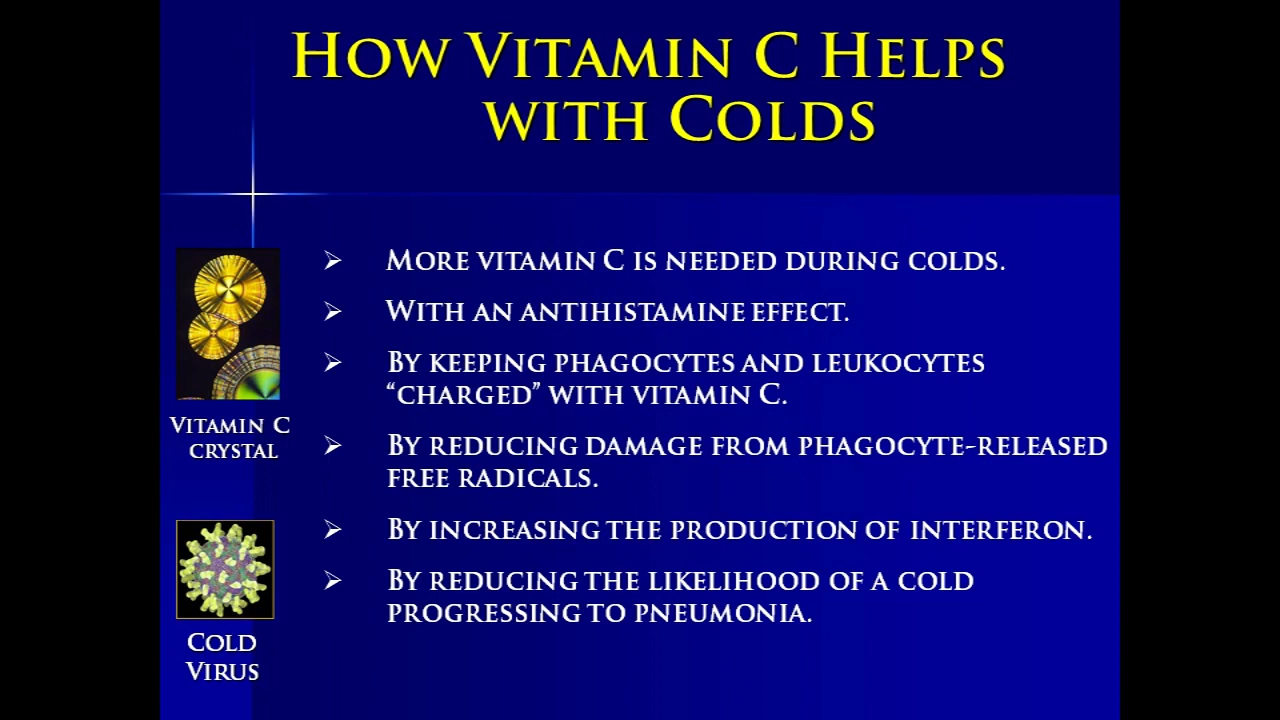 How Vitamin C Helps
with Colds
➢ More vitamin C is needed during colds.
➢ With an antihistamine effect.
➢ By keeping phagocytes and leukocytes
“charged” with vitamin C.
➢ By reducing damage from phagocyte-released
free radicals.
➢ By increasing the production of interferon.
➢ By reducing the likelihood of a cold
progressing to pneumonia.
Vitamin C
crystal
Cold
Virus